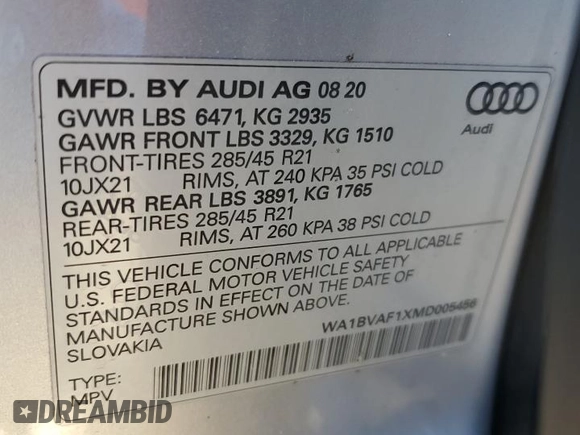 MFD. BY AUDI AG 08 20
GVWR LBS 6471, KG 2935
GAWR FRONT LBS 3329, KG 1510
FRONT-TIRES 285/45 R21
10JX21 RIMS, AT 240 KPA 35 PSI COLD
GAWR REAR LBS 3891, KG 1765
REAR-TIRES 285/45 R21
10JX21 RIMS, AT 260 KPA 38 PSI COLD
Audi
THIS VEHICLE CONFORMS TO ALL APPLICABLE
U.S. FEDERAL MOTOR VEHICLE SAFETY
STANDARDS IN EFFECT ON THE DATE OF
MANUFACTURE SHOWN ABOVE.
SLOVAKIA
WA1BVAF1XMD005456
TYPE:
MPV
DREAMBID